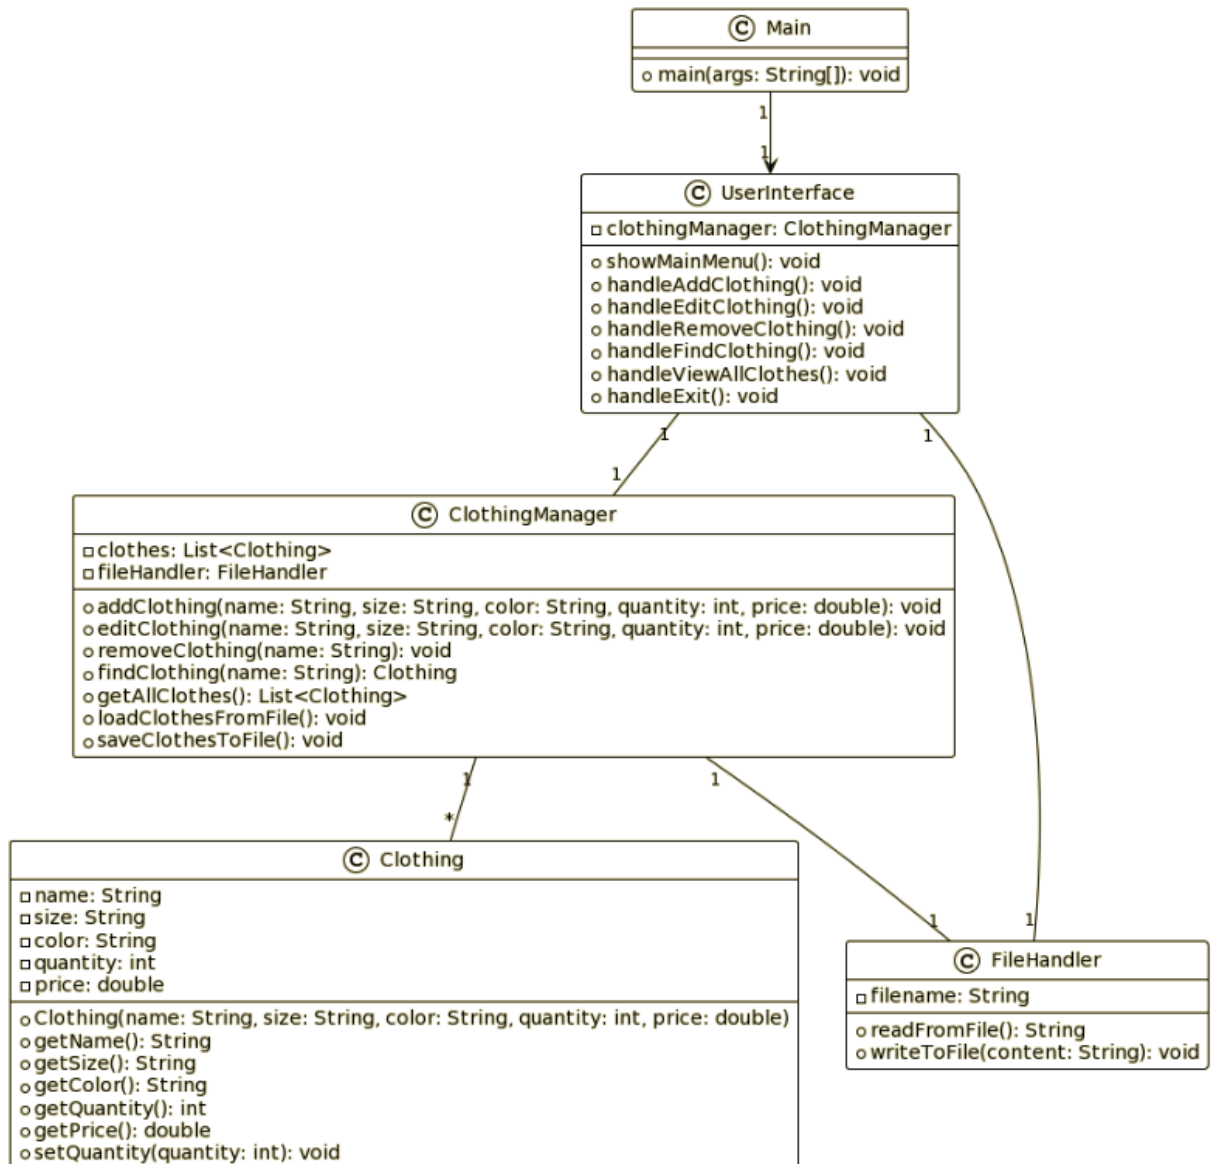 C Main
main(args: String[]): void
1
1
C UserInterface
clothingManager: ClothingManager
showMainMenu(): void
handleAddClothing(): void
handleEditClothing(): void
handleRemoveClothing(): void
handleFindClothing(): void
handleViewAllClothes(): void
handleExit(): void
1
1
1
C ClothingManager
clothes: List<Clothing>
fileHandler: FileHandler
addClothing(name: String, size: String, color: String, quantity: int, price: double): void
editClothing(name: String, size: String, color: String, quantity: int, price: double): void
removeClothing(name: String): void
findClothing(name: String): Clothing
getAllClothes(): List<Clothing>
loadClothesFromFile(): void
saveClothesToFile(): void
1
1
*
C Clothing
name: String
size: String
color: String
quantity: int
price: double
Clothing(name: String, size: String, color: String, quantity: int, price: double)
getName(): String
getSize(): String
getColor(): String
getQuantity(): int
getPrice(): double
setQuantity(quantity: int): void
1
1
C FileHandler
filename: String
readFromFile(): String
writeToFile(content: String): void